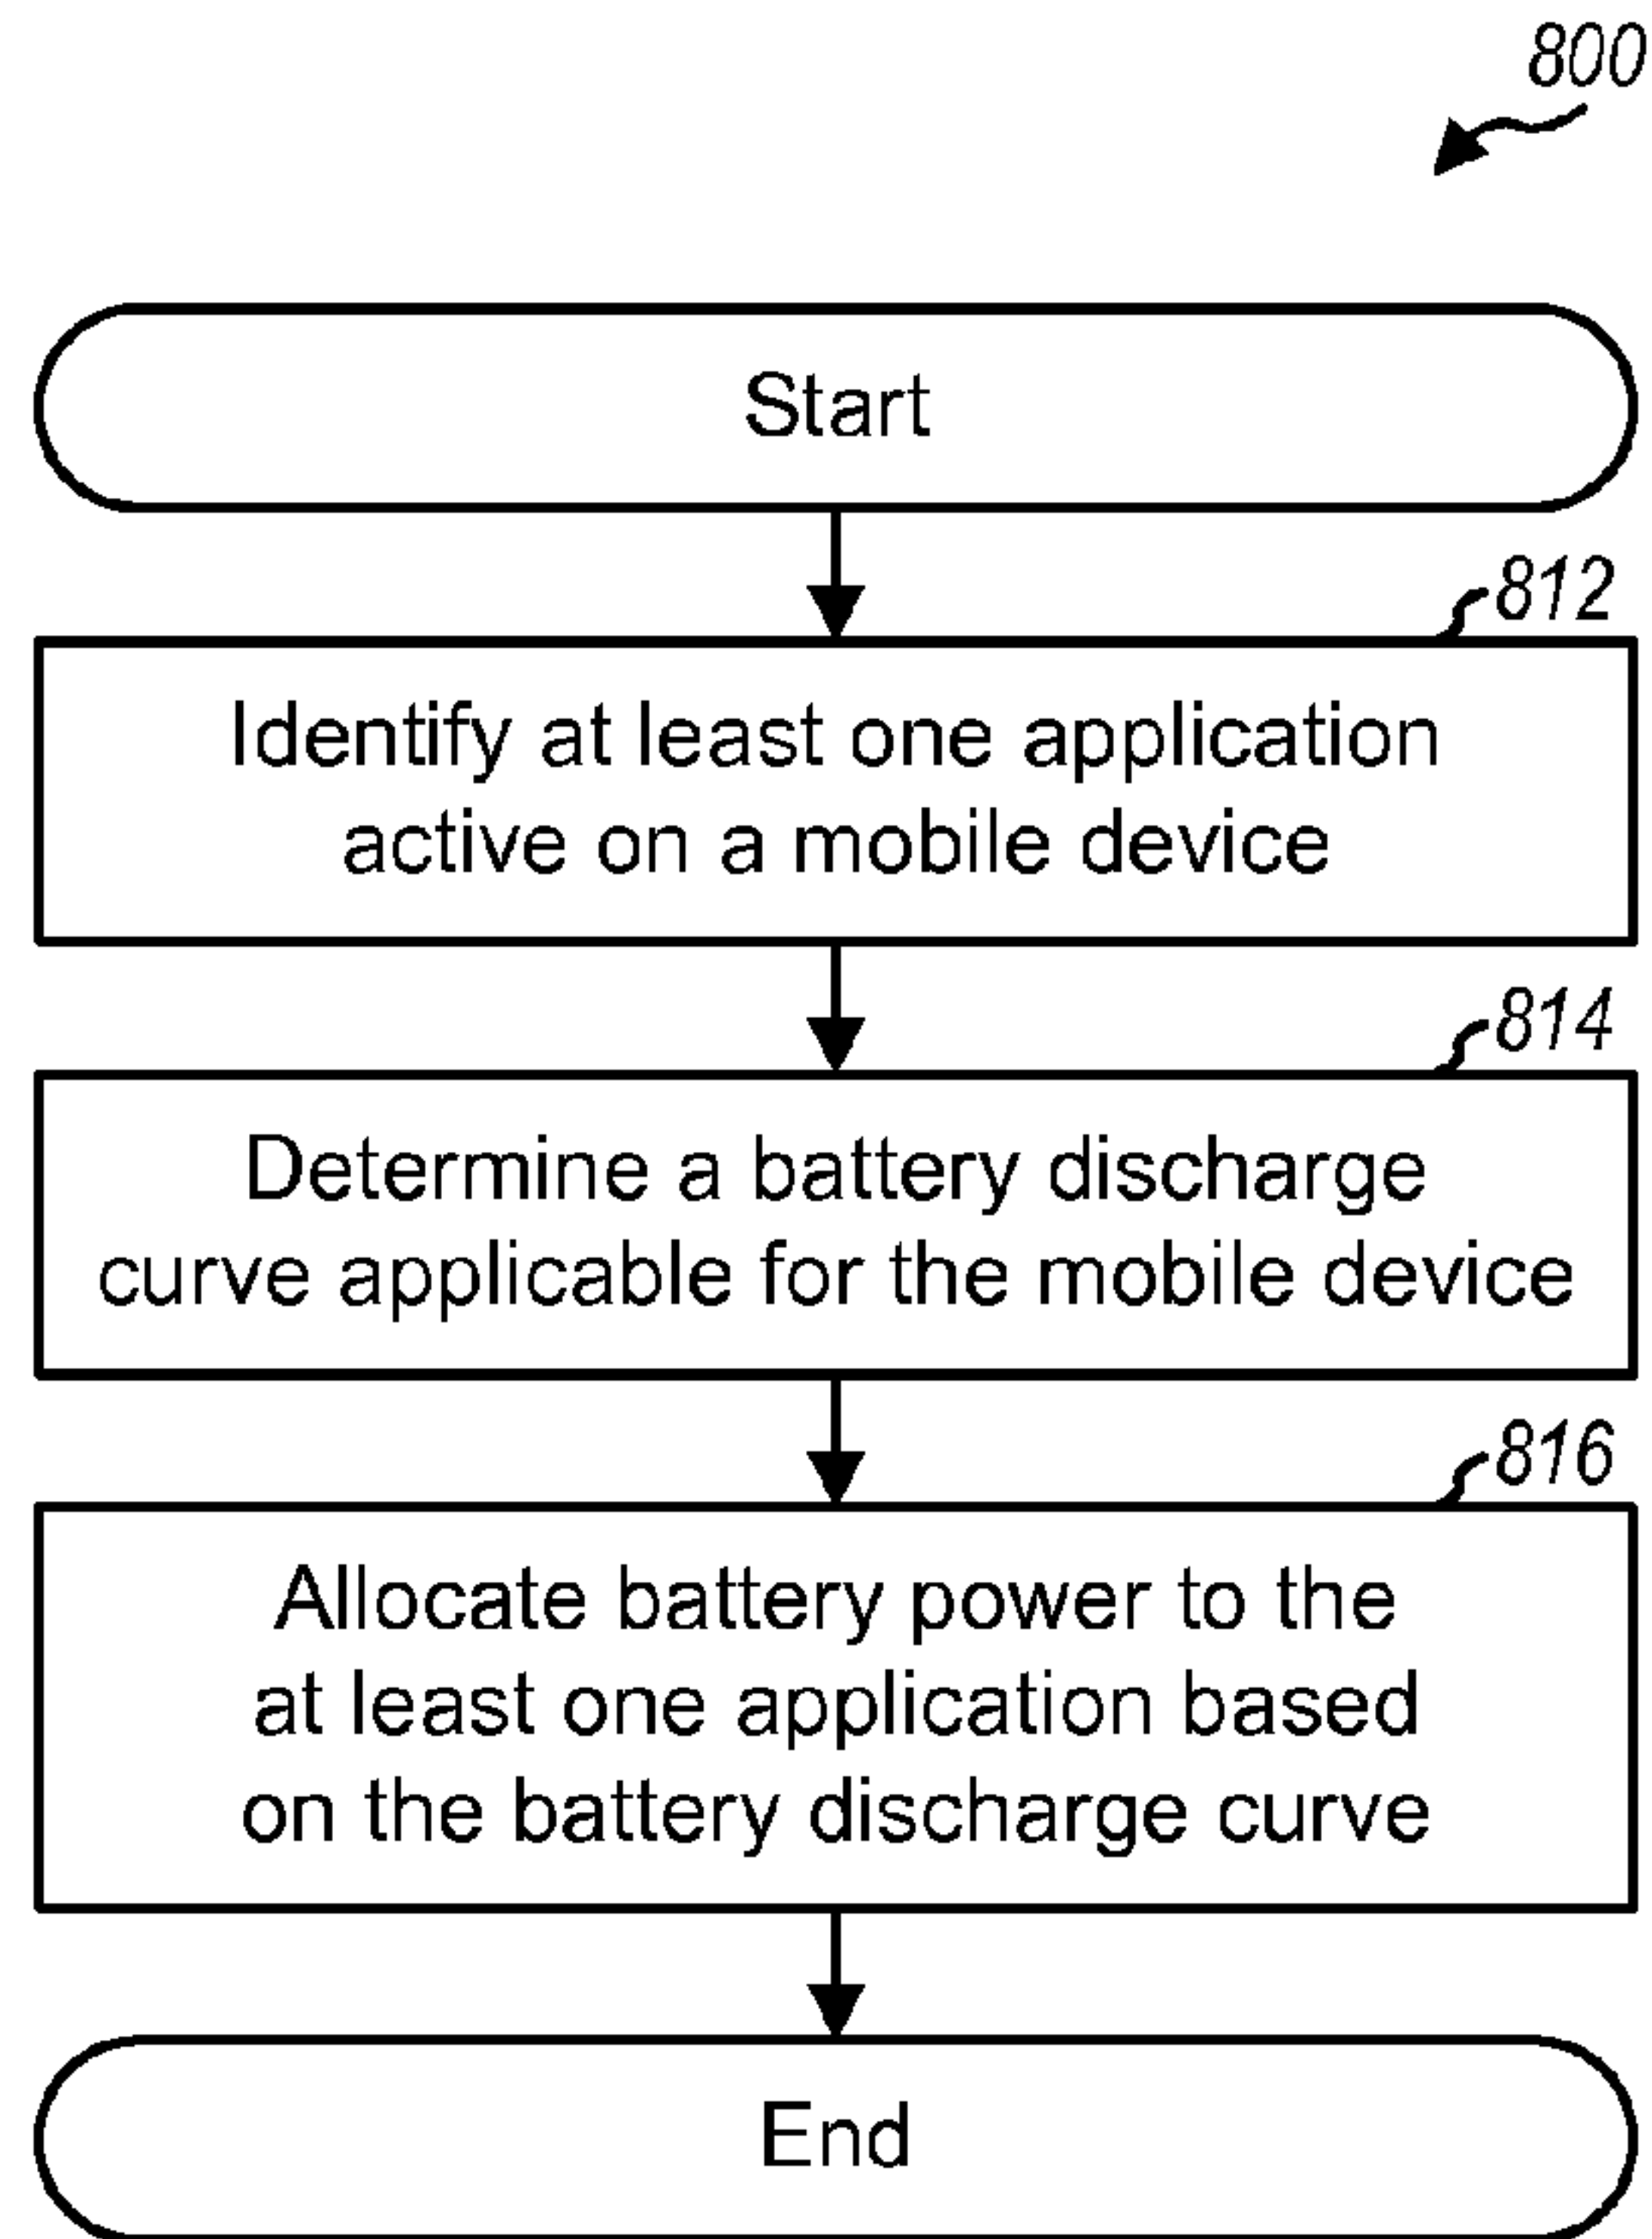 800
Start
812
Identify at least one application
active on a mobile device
814
Determine a battery discharge
curve applicable for the mobile device
816
Allocate battery power to the
at least one application based
on the battery discharge curve
End